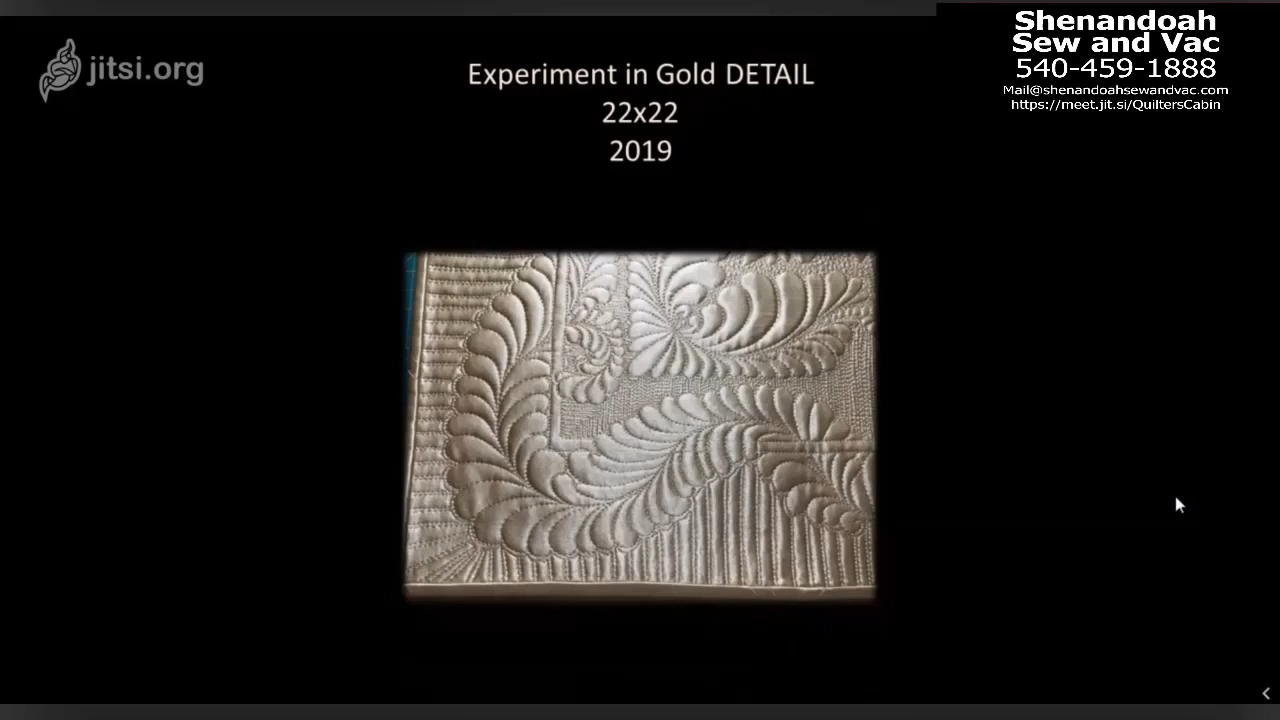 jitsi.org
Experiment in Gold DETAIL
22x22
2019
Shenandoah
Sew and Vac
540-459-1888
Mail@shenandoahsewandvac.com
https://meet.jit.si/QuiltersCabin